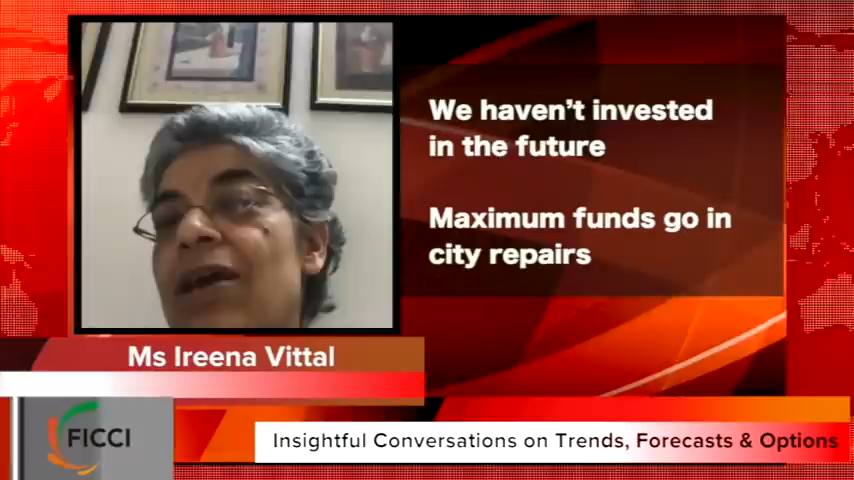 We haven't invested
in the future
Maximum funds go in
city repairs
Ms Ireena Vittal
FICCI
Insightful Conversations on Trends, Forecasts & Options